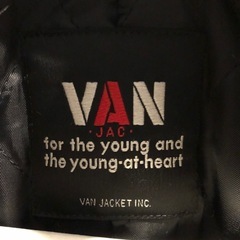 VAN
·JAC·
for the young and
the young-at-heart
VAN JACKET INC.